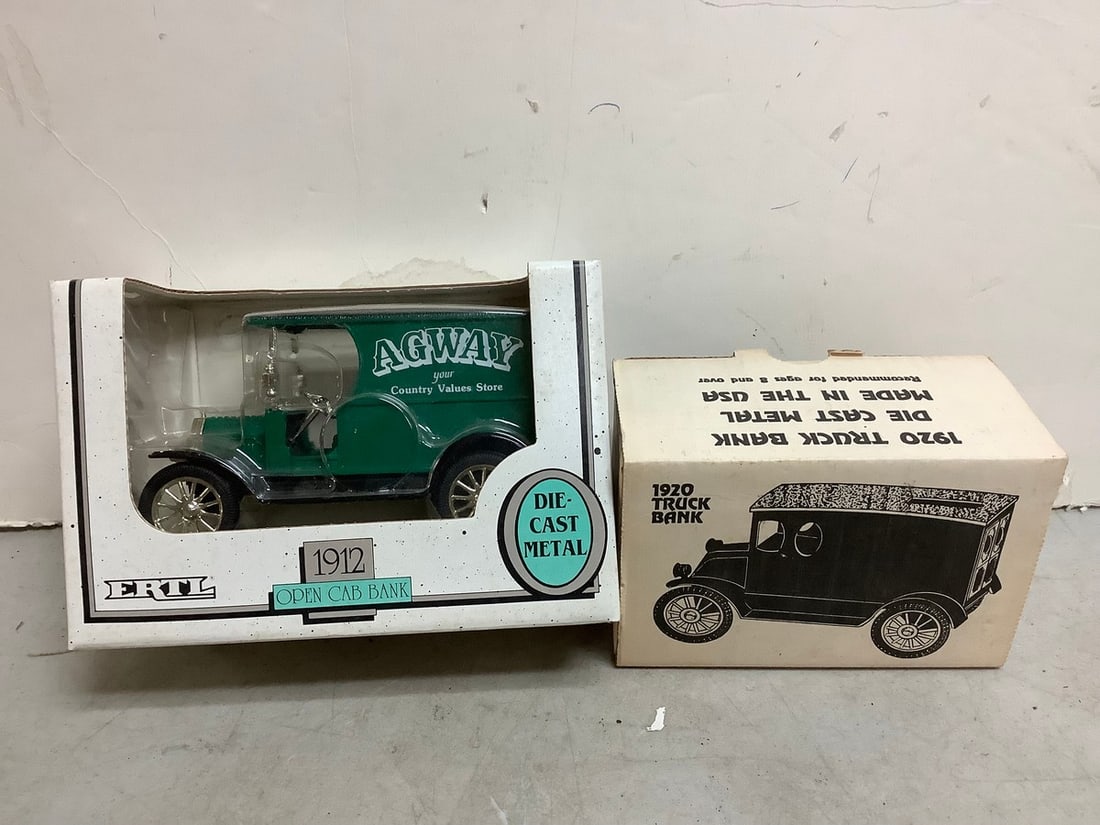 AGWAY
your
Country Values Store
DIE-
CAST
METAL
1912
OPEN CAB BANK
ERTL
1920 TRUCK BANK
DIE CAST METAL
MADE IN THE USA
Recommended for ages 8 and over
1920
TRUCK
BANK